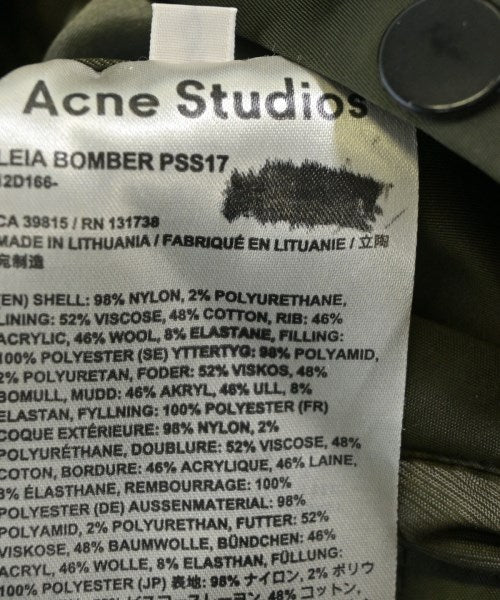 Acne Studios
LEIA BOMBER PSS17
12D166-
CA 39815 / RN 131738
MADE IN LITHUANIA / FABRIQUÉ EN LITUANIE / 立陶
宛制造
(EN) SHELL: 98% NYLON, 2% POLYURETHANE,
LINING: 52% VISCOSE, 48% COTTON, RIB: 46%
ACRYLIC, 46% WOOL, 8% ELASTANE, FILLING:
100% POLYESTER (SE) YTTERTYG: 98% POLYAMID,
2% POLYURETAN, FODER: 52% VISKOS, 48%
BOMULL, MUDD: 46% AKRYL, 46% ULL, 8%
ELASTAN, FYLLNING: 100% POLYESTER (FR)
COQUE EXTÉRIEURE: 98% NYLON, 2%
POLYURÉTHANE, DOUBLURE: 52% VISCOSE, 48%
COTON, BORDURE: 46% ACRYLIQUE, 46% LAINE,
8% ÉLASTHANE, REMBOURRAGE: 100%
POLYESTER (DE) AUSSENMATERIAL: 98%
POLYAMID, 2% POLYURETHAN, FUTTER: 52%
VISKOSE, 48% BAUMWOLLE, BÜNDCHEN: 46%
ACRYL, 46% WOLLE, 8% ELASTHAN, FÜLLUNG:
100% POLYESTER (JP) 表地: 98% ナイロン, 2% ポリウ
48% コットン,